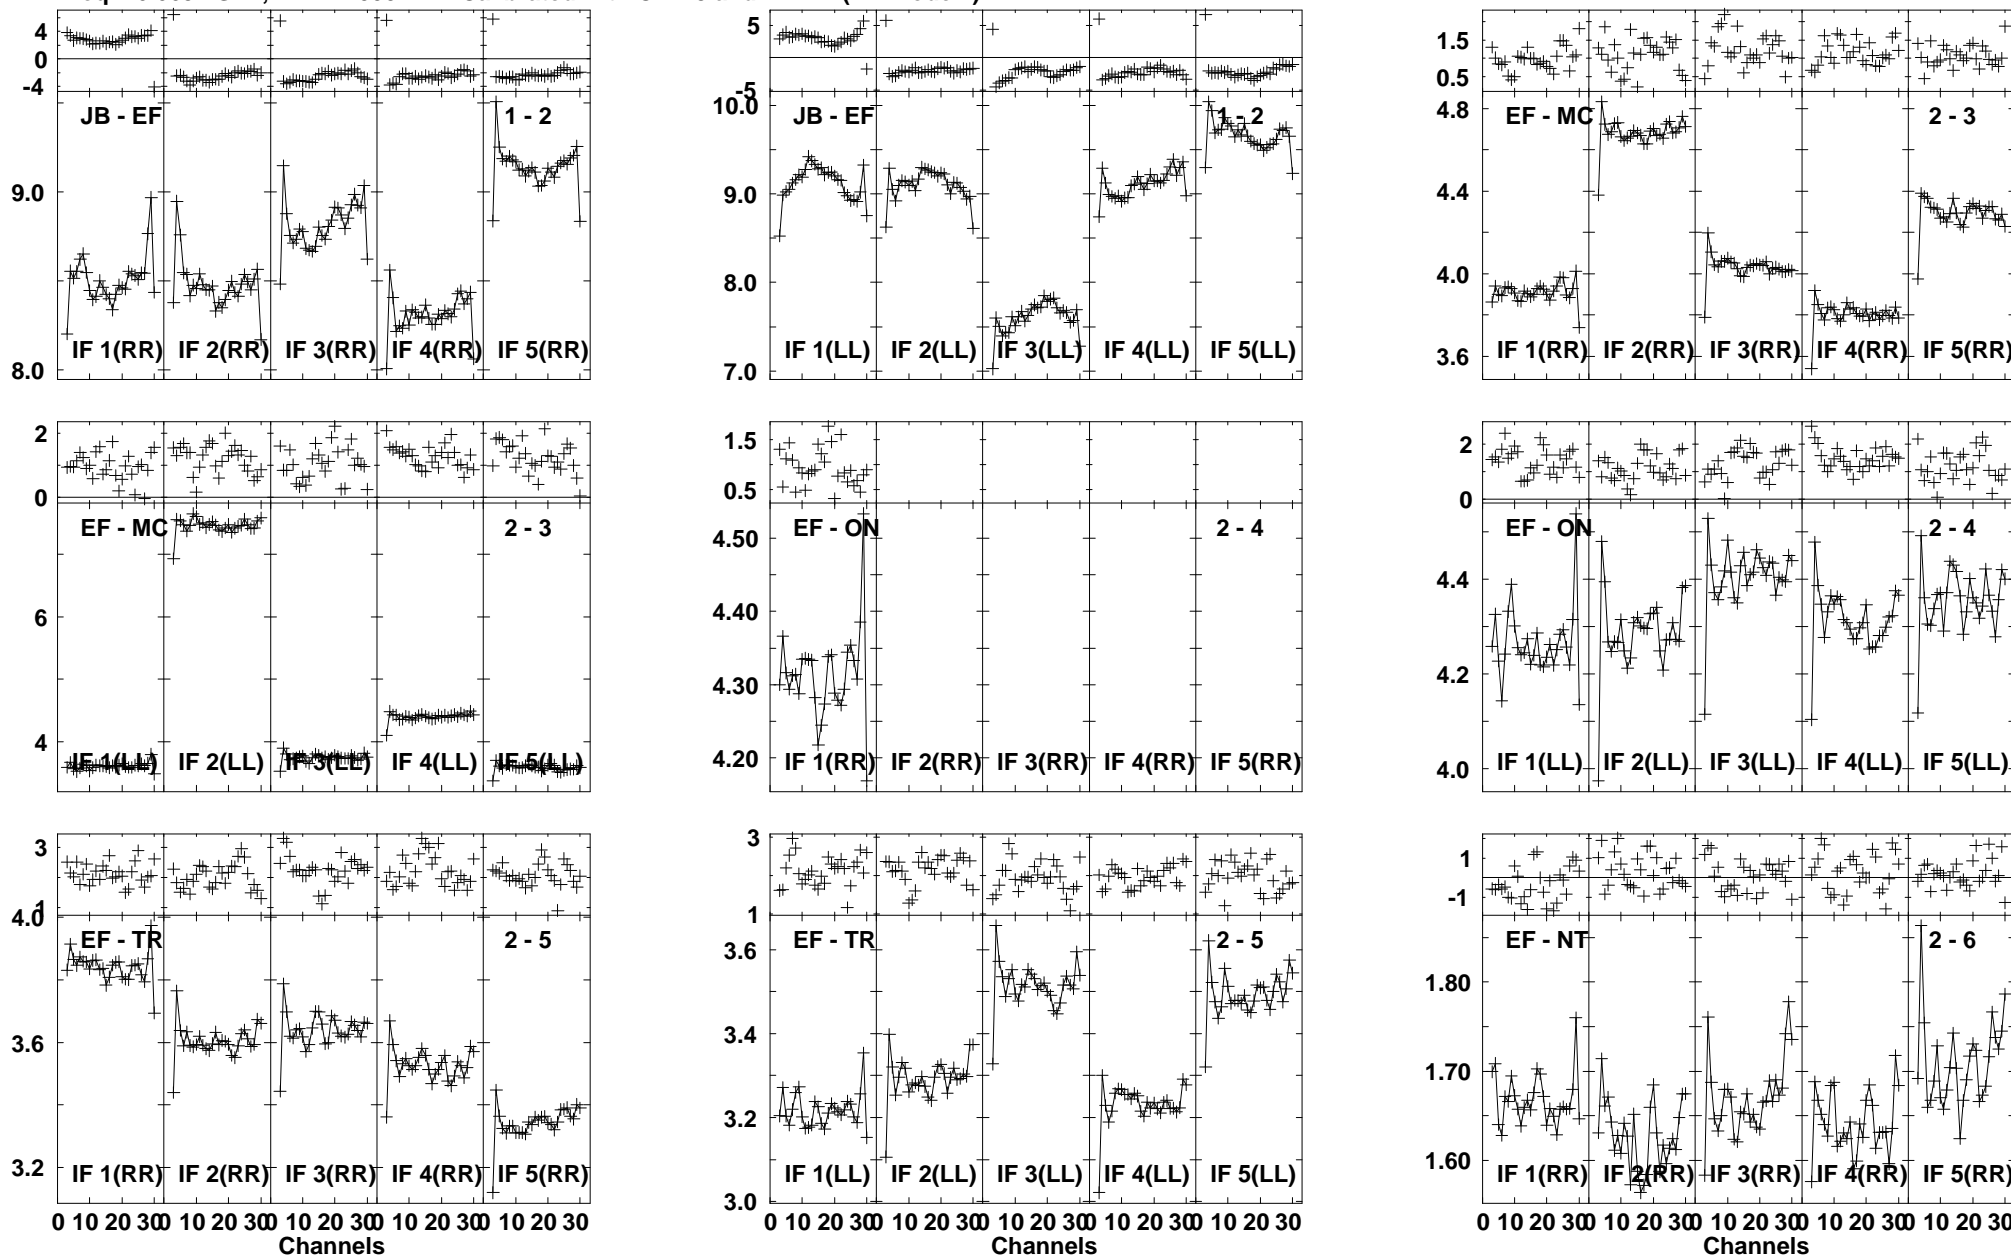 4
0
-4
JB - EF
1 - 2
9.0
8.0
IF 1(RR) IF 2(RR) IF 3(RR) IF 4(RR) IF 5(RR)
5
-5
10.0
JB - EF
1 - 2
9.0
8.0
7.0
IF 1(LL) IF 2(LL) IF 3(LL) IF 4(LL) IF 5(LL)
1.5
0.5
4.8
EF - MC
2 - 3
4.4
4.0
3.6
IF 1(RR) IF 2(RR) IF 3(RR) IF 4(RR) IF 5(RR)
2
0
EF - MC
2 - 3
6
4
IF 1(LL) IF 2(LL) IF 3(LL) IF 4(LL) IF 5(LL)
1.5
0.5
EF - ON
2 - 4
4.50
4.40
4.30
4.20
IF 1(RR) IF 2(RR) IF 3(RR) IF 4(RR) IF 5(RR)
2
0
EF - ON
2 - 4
4.4
4.2
4.0
IF 1(LL) IF 2(LL) IF 3(LL) IF 4(LL) IF 5(LL)
3
1
4.0
EF - TR
2 - 5
3.6
3.2
IF 1(RR) IF 2(RR) IF 3(RR) IF 4(RR) IF 5(RR)
0 10 20 30 0 10 20 30 0 10 20 30 0 10 20 30 0 10 20 30
Channels
3
1
EF - TR
2 - 5
3.6
3.4
3.2
3.0
IF 1(LL) IF 2(LL) IF 3(LL) IF 4(LL) IF 5(LL)
0 10 20 30 0 10 20 30 0 10 20 30 0 10 20 30 0 10 20 30
Channels
1
-1
EF - NT
2 - 6
1.80
1.70
1.60
IF 1(RR) IF 2(RR) IF 3(RR) IF 4(RR) IF 5(RR)
0 10 20 30 0 10 20 30 0 10 20 30 0 10 20 30 0 10 20 30
Channels